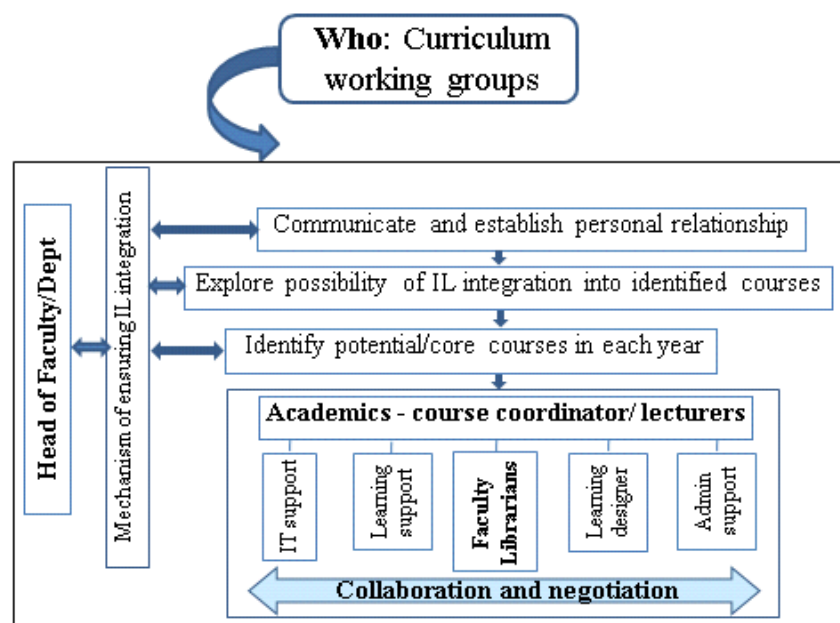 Who: Curriculum
working groups
Head of Faculty/Dept
Mechanism of ensuring IL integration
Communicate and establish personal relationship
Explore possibility of IL integration into identified courses
Identify potential/core courses in each year
Academics - course coordinator/ lecturers
IT support
Learning
support
Faculty
Librarians
Learning
designer
Admin
support
Collaboration and negotiation